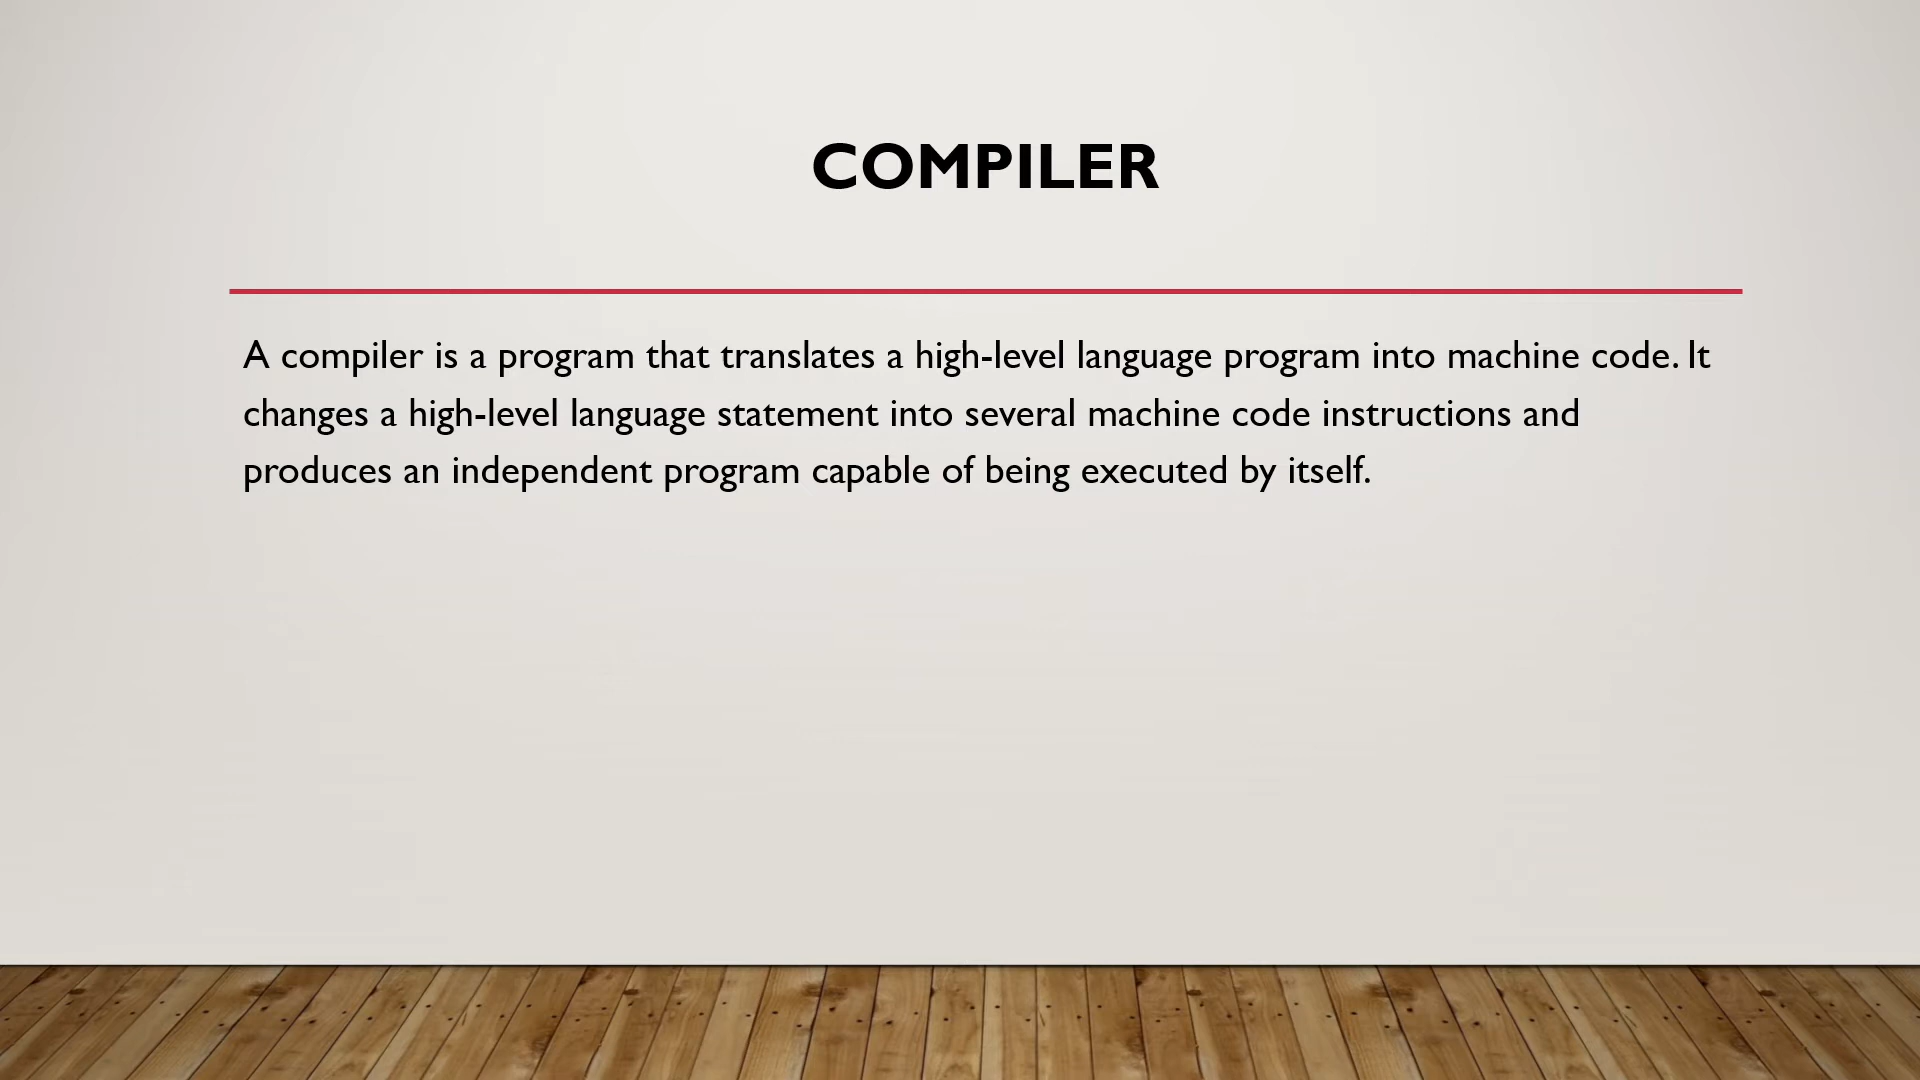 COMPILER
A compiler is a program that translates a high-level language program into machine code. It
changes a high-level language statement into several machine code instructions and
produces an independent program capable of being executed by itself.